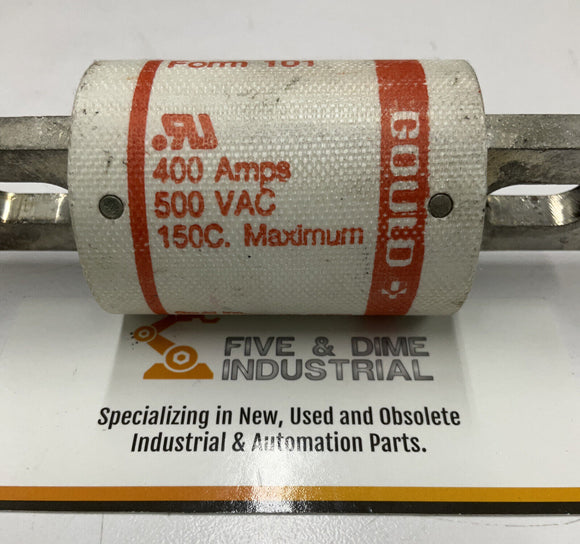 Form 101
400 Amps
500 VAC
150C. Maximum
GOULD
FIVE & DIME
INDUSTRIAL
Specializing in New, Used and Obsolete
Industrial & Automation Parts.